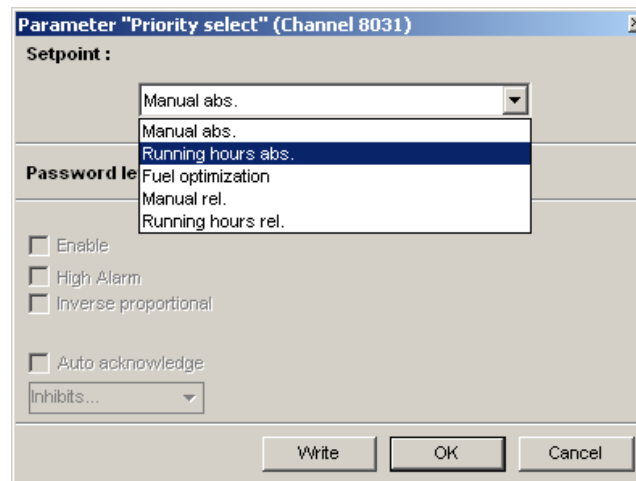 Parameter "Priority select" (Channel 8031)
Setpoint :
Manual abs.
Manual abs.
Running hours abs.
Fuel optimization
Manual rel.
Running hours rel.
Password le
Enable
High Alarm
Inverse proportional
Auto acknowledge
Inhibits...
Write
OK
Cancel